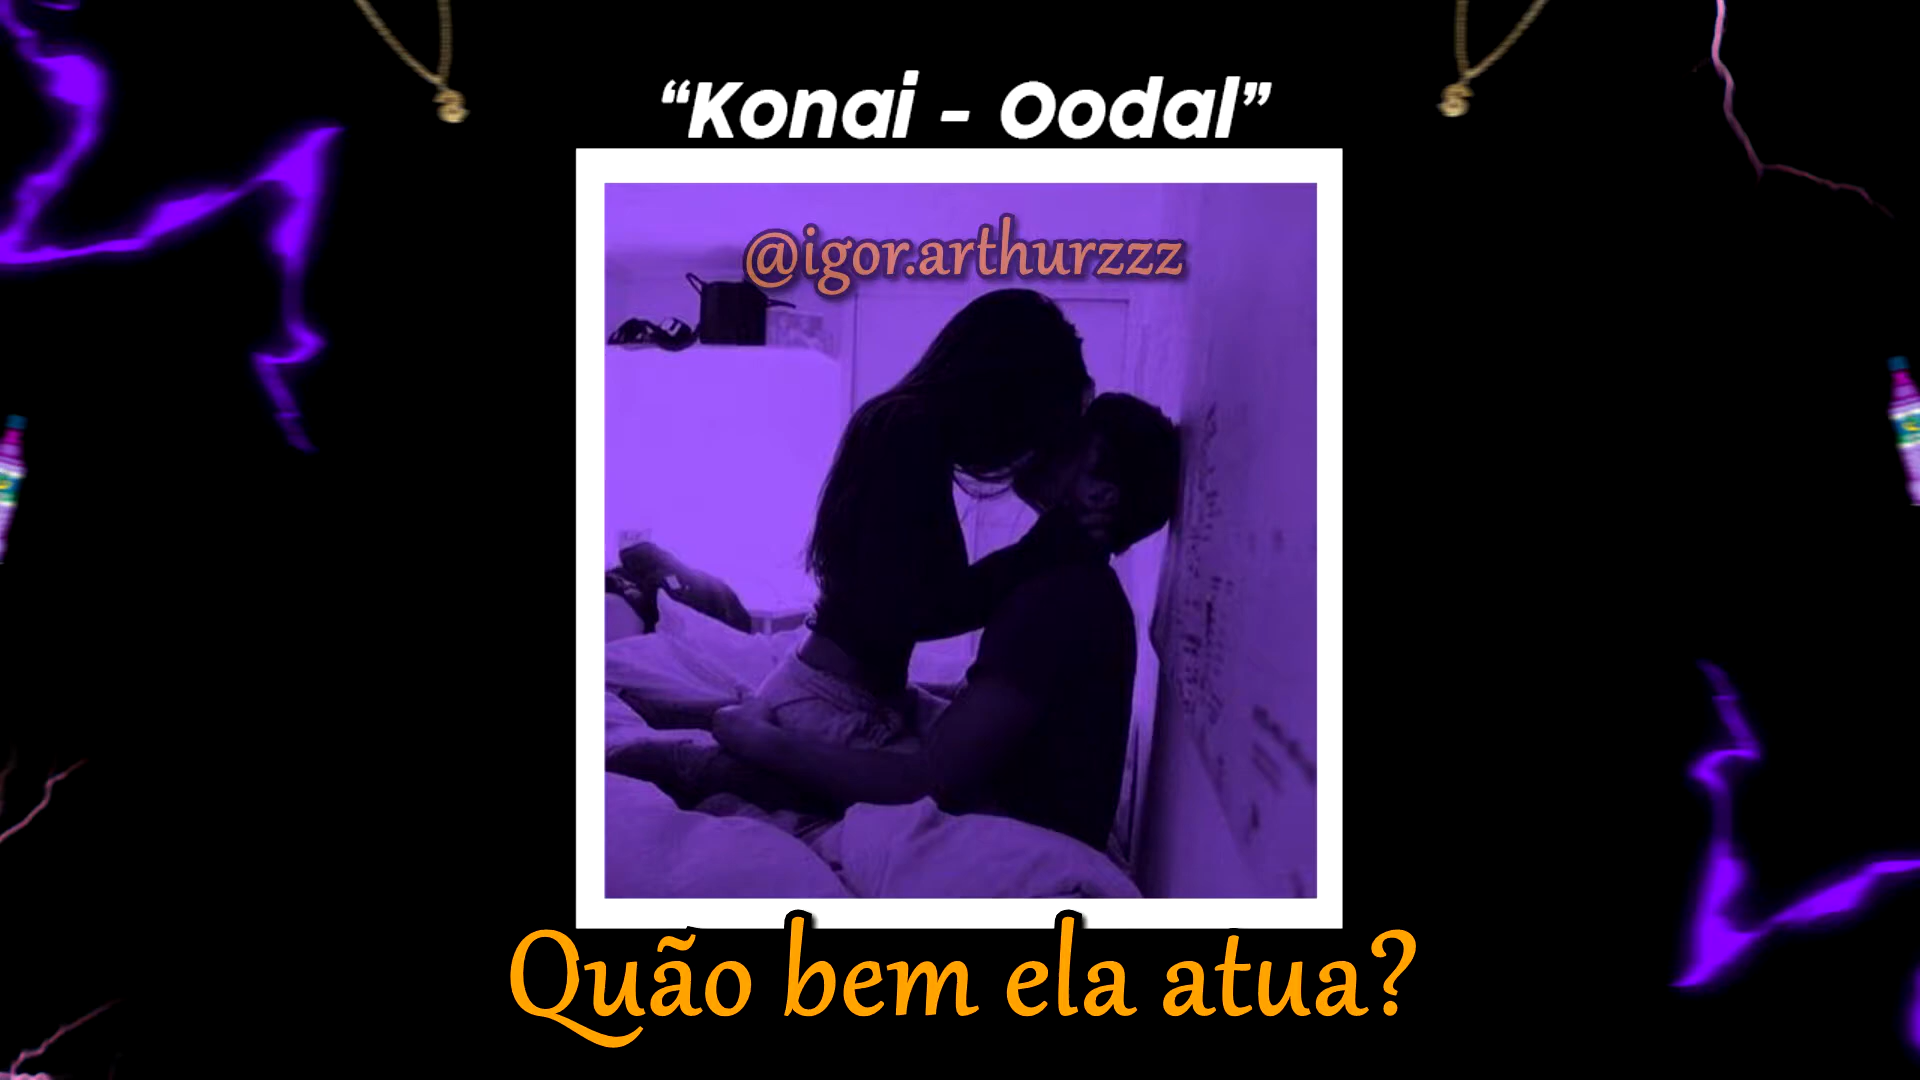 “Konai - Oodal”
@igor.arthurzzz
Quão bem ela atua?